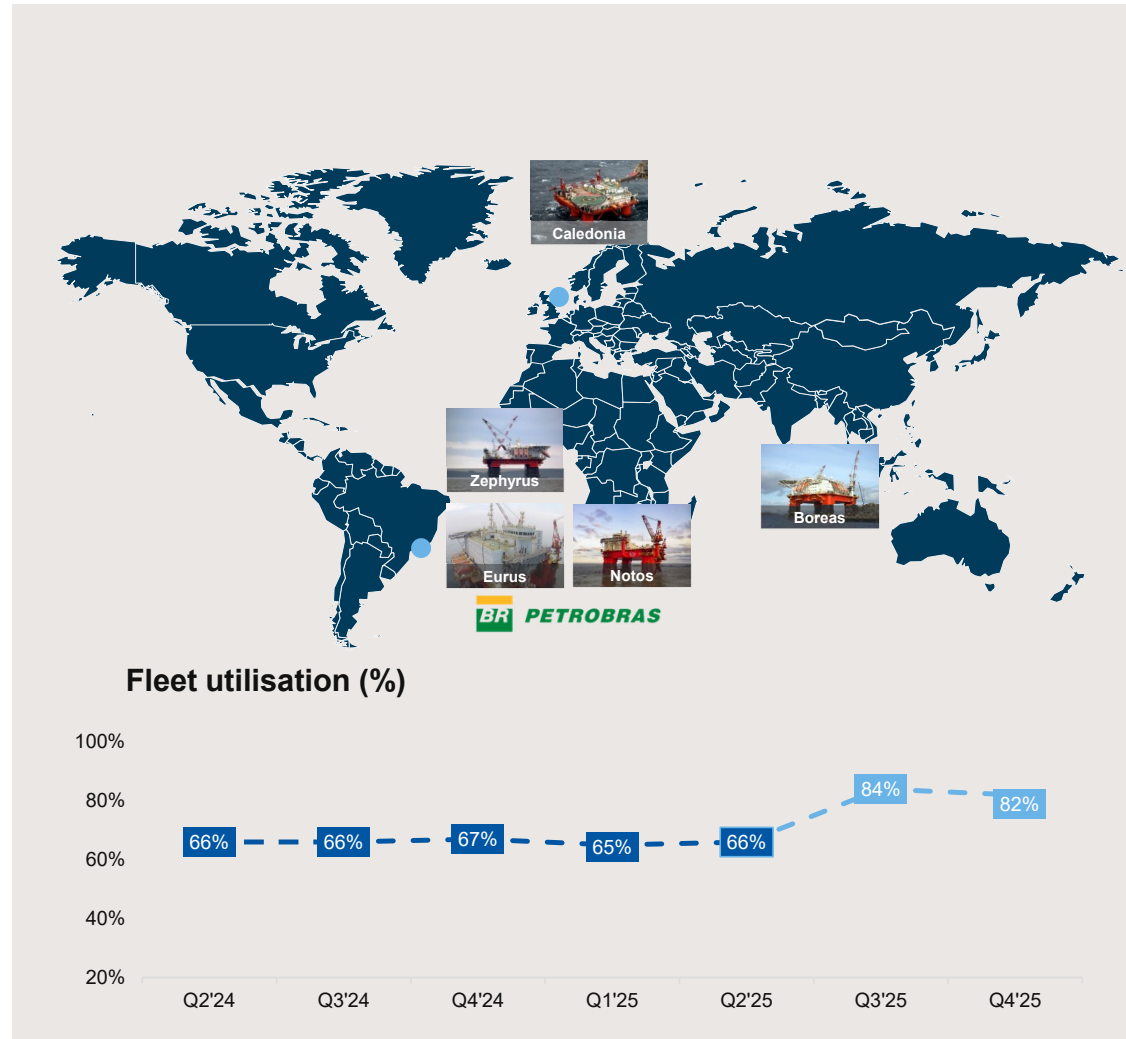 Caledonia
Zephyrus
Boreas
Eurus
Notos
BR PETROBRAS
Fleet utilisation (%)
100%
80%
60%
40%
20%
66%
66%
67%
65%
66%
84%
82%
Q2'24
Q3'24
Q4'24
Q1'25
Q2'25
Q3'25
Q4'25